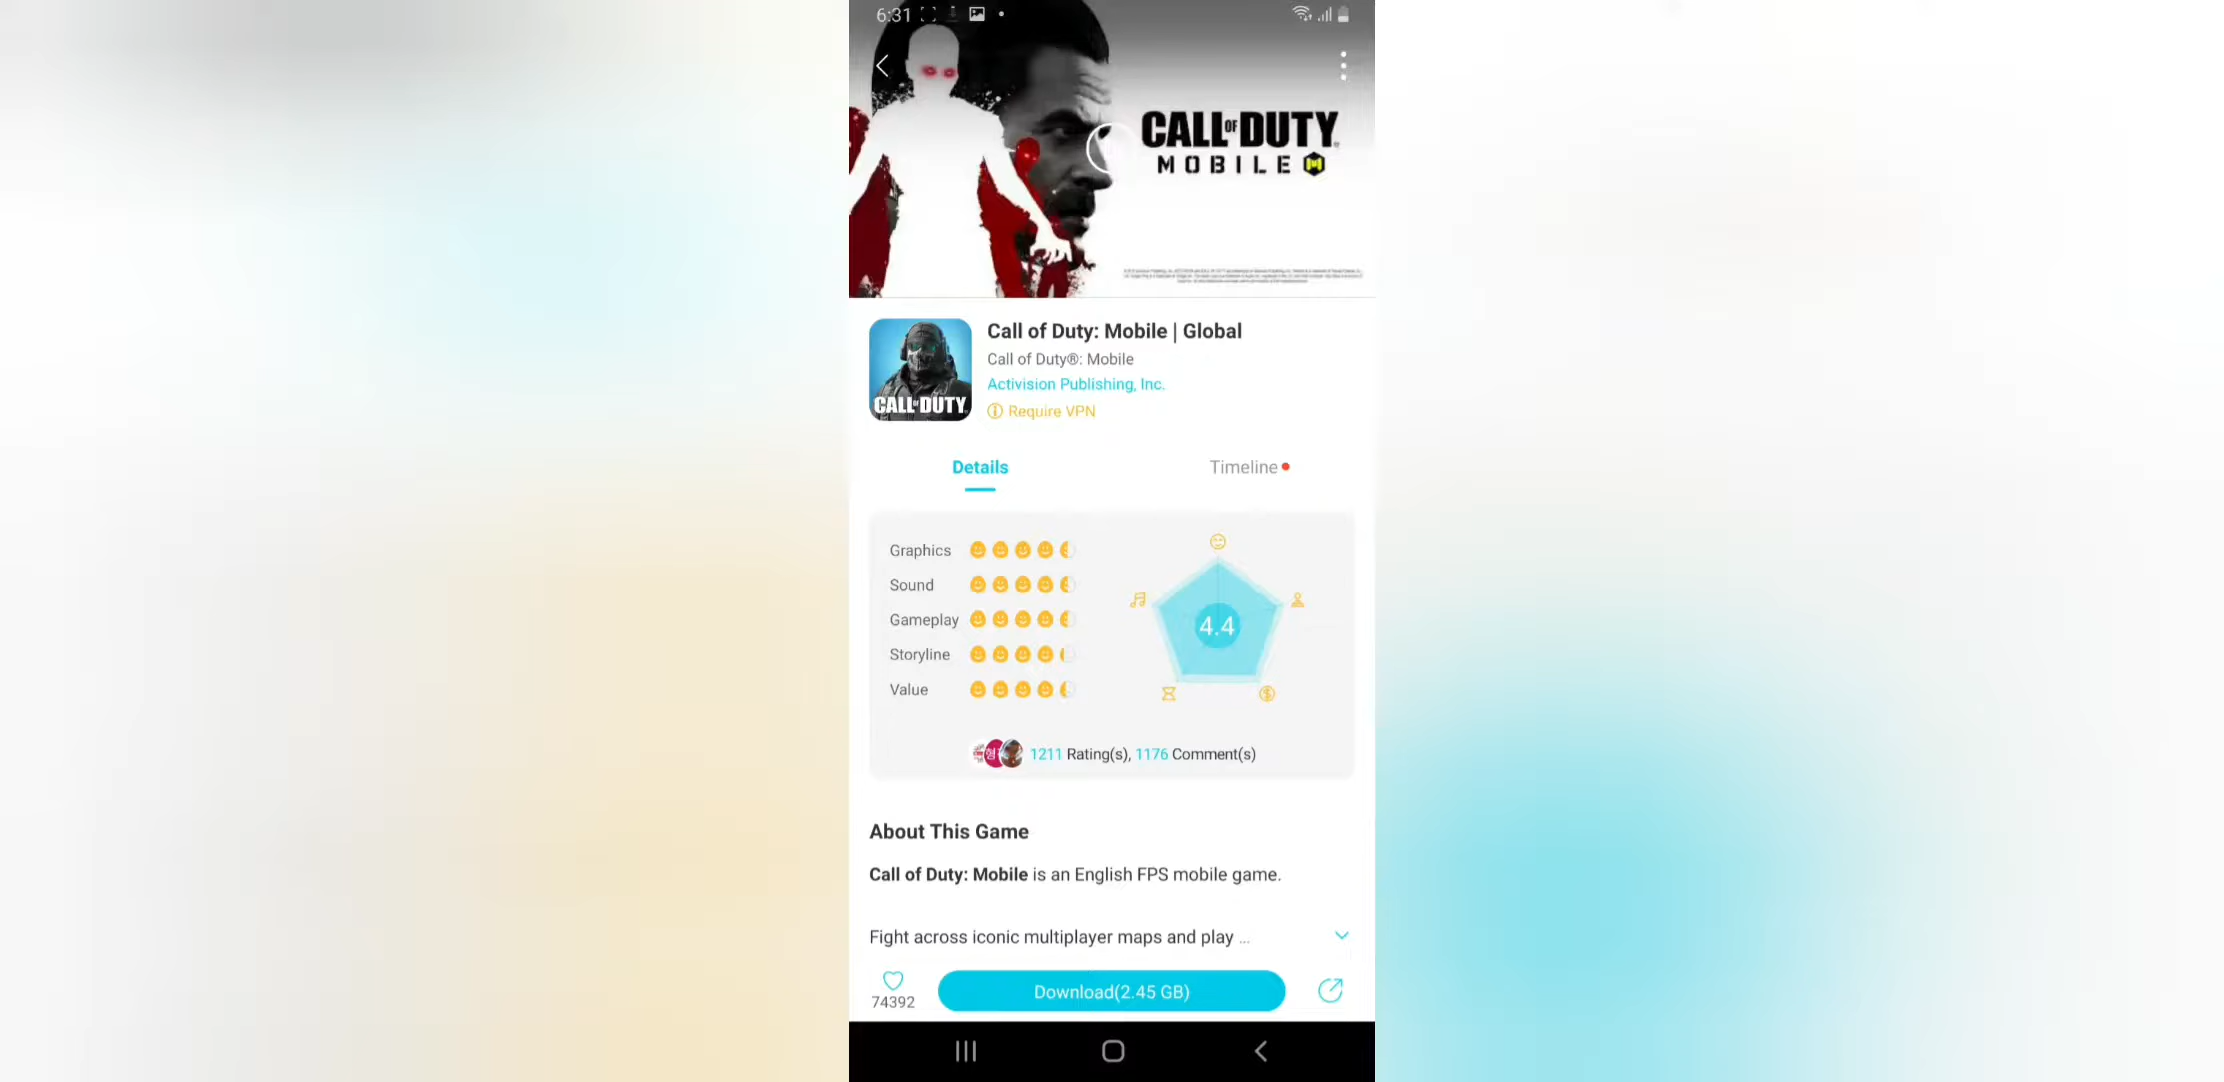 6:31
CALL OF DUTY
MOBILE
CALL OF DUTY
Call of Duty: Mobile | Global
Call of Duty®: Mobile
Activision Publishing, Inc.
Require VPN
Details
Timeline
Graphics
Sound
Gameplay
Storyline
Value
4.4
1211 Rating(s), 1176 Comment(s)
About This Game
Call of Duty: Mobile is an English FPS mobile game.
Fight across iconic multiplayer maps and play ...
74392
Download(2.45 GB)